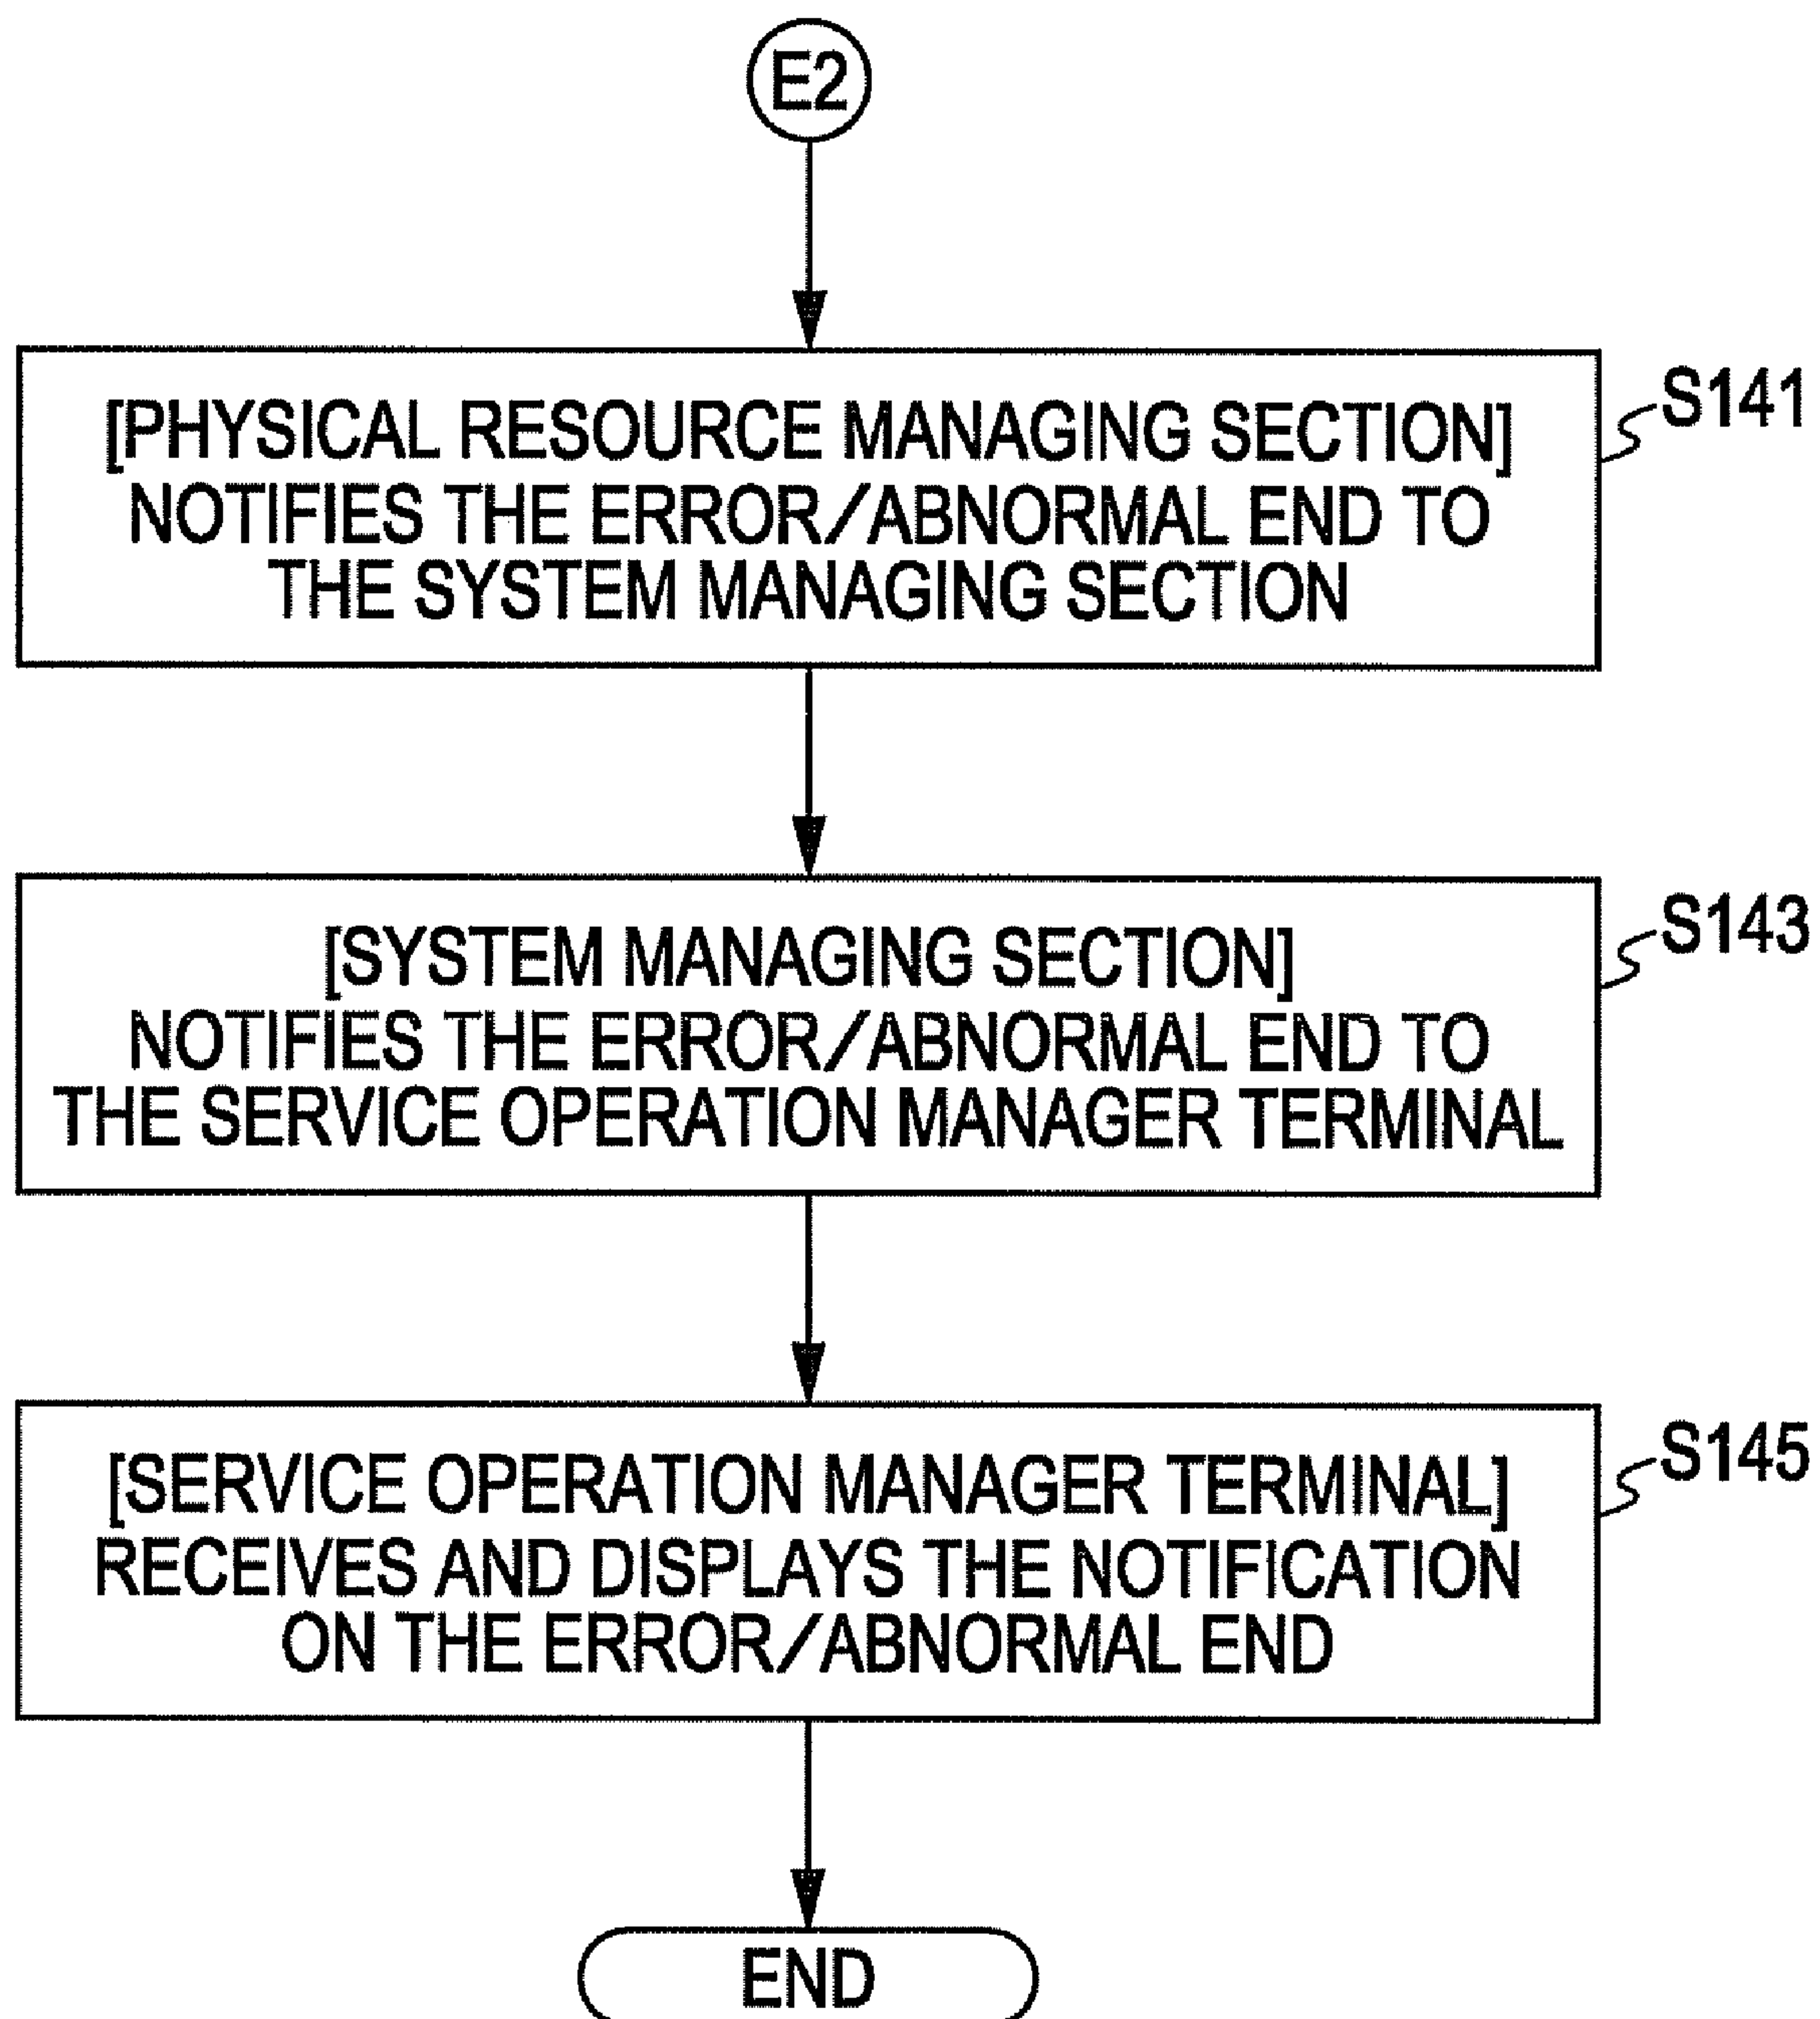 E2
[PHYSICAL RESOURCE MANAGING SECTION]
NOTIFIES THE ERROR/ABNORMAL END TO
THE SYSTEM MANAGING SECTION
S141
[SYSTEM MANAGING SECTION]
NOTIFIES THE ERROR/ABNORMAL END TO
THE SERVICE OPERATION MANAGER TERMINAL
S143
[SERVICE OPERATION MANAGER TERMINAL]
RECEIVES AND DISPLAYS THE NOTIFICATION
ON THE ERROR/ABNORMAL END
S145
END